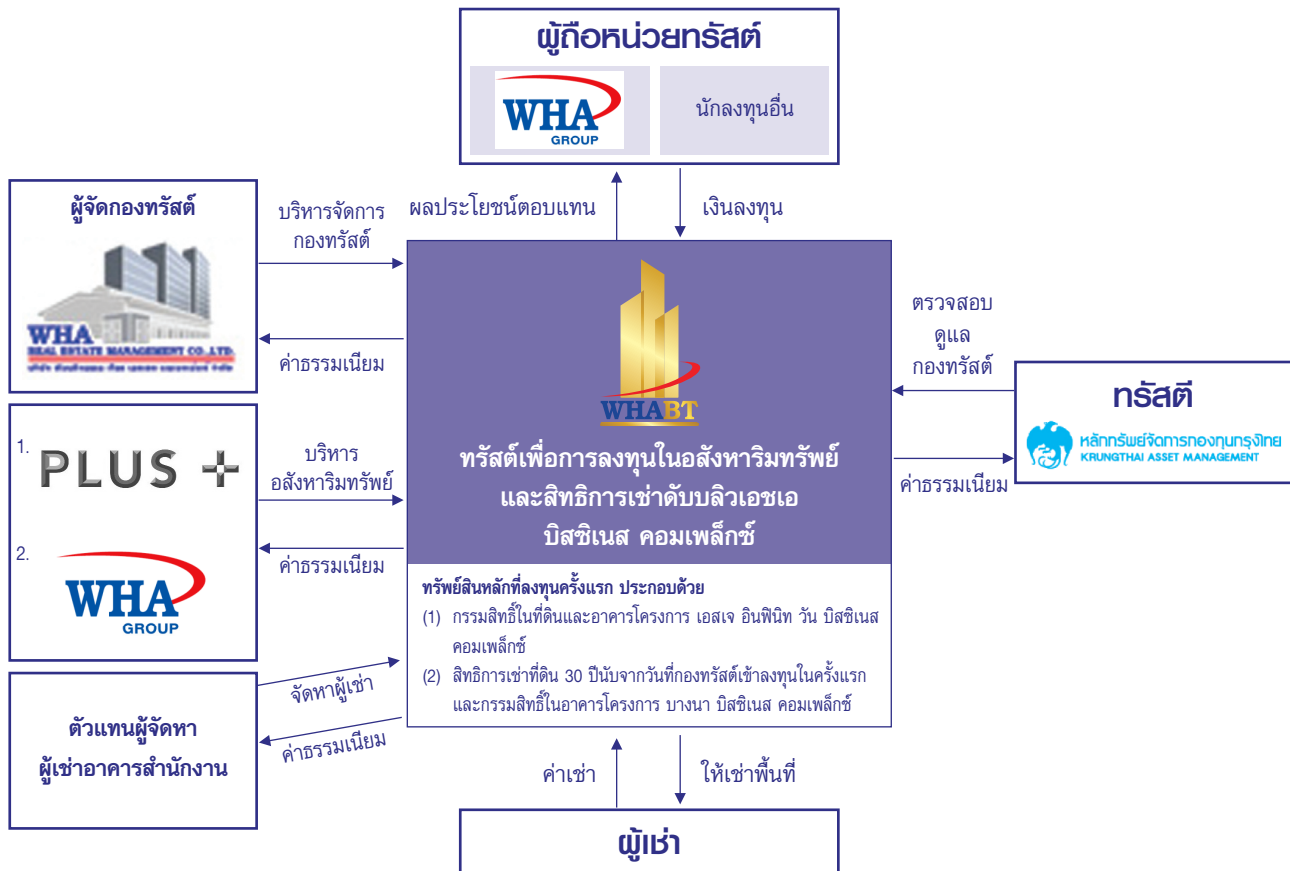 ผู้ถือหน่วยทรัสต์
WHA
GROUP
นักลงทุนอื่น
ผลประโยชน์ตอบแทน
เงินลงทุน
ผู้จัดกองทรัสต์
WHA
REAL ESTATE MANAGEMENT CO.,LTD.
บริหารจัดการ
กองทรัสต์
ค่าธรรมเนียม
1.
PLUS +
2.
WHA
GROUP
บริหาร
อสังหาริมทรัพย์
ค่าธรรมเนียม
ตัวแทนผู้จัดหา
ผู้เช่าอาคารสำนักงาน
จัดหาผู้เช่า
ค่าธรรมเนียม
WHABT
ทรัสต์เพื่อการลงทุนในอสังหาริมทรัพย์
และสิทธิการเช่าดับบลิวเอชเอ
บิสซิเนส คอมเพล็กซ์
ทรัพย์สินหลักที่ลงทุนครั้งแรก ประกอบด้วย
(1) กรรมสิทธิ์ในที่ดินและอาคารโครงการ เอสเจ อินฟินิท วัน บิสซิเนส
คอมเพล็กซ์
(2) สิทธิการเช่าที่ดิน 30 ปีนับจากวันที่กองทรัสต์เข้าลงทุนในครั้งแรก
และกรรมสิทธิ์ในอาคารโครงการ บางนา บิสซิเนส คอมเพล็กซ์
ตรวจสอบ
ดูแล
กองทรัสต์
ทรัสตี
หลักทรัพย์จัดการกองทุนกรุงไทย
KRUNGTHAI ASSET MANAGEMENT
ค่าธรรมเนียม
ค่าเช่า
ให้เช่าพื้นที่
ผู้เช่า